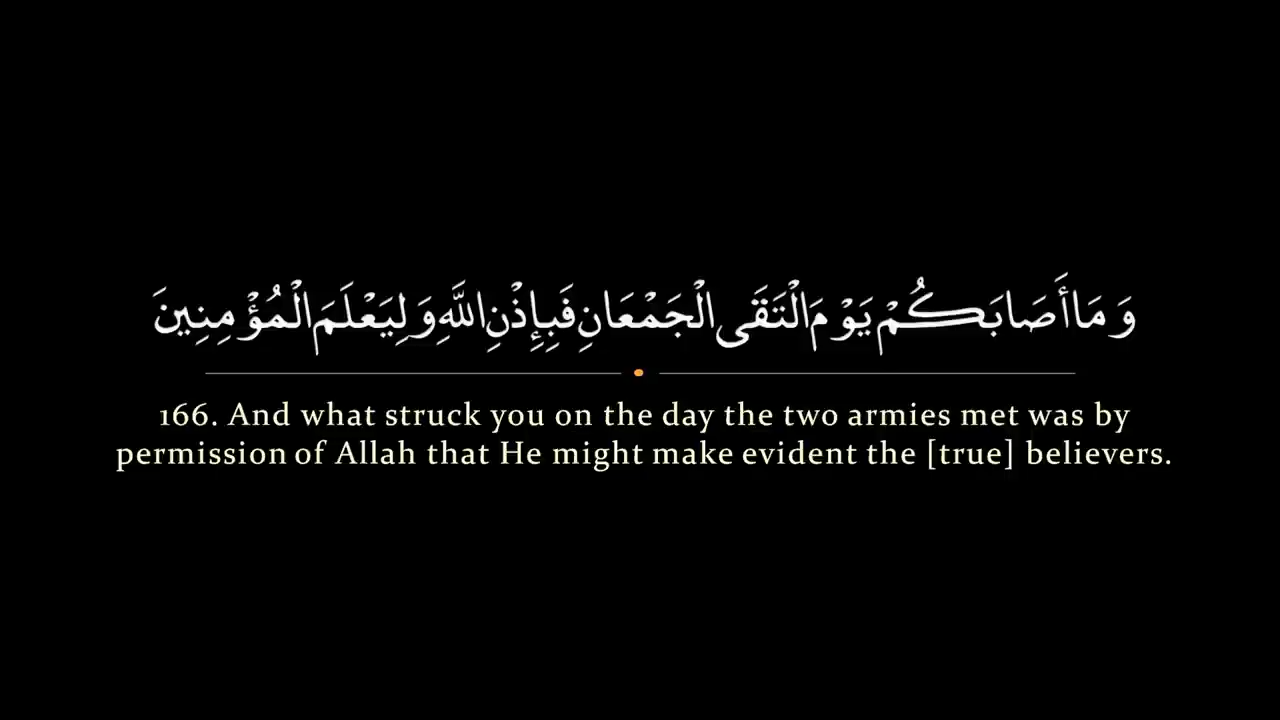 وَمَا أَصَابَكُمْ يَوْمَ الْتَقَى الْجَمْعَانِ فَبِإِذْنِ اللَّهِ وَلِيَعْلَمَ الْمُؤْمِنِينَ
166. And what struck you on the day the two armies met was by
permission of Allah that He might make evident the [true] believers.